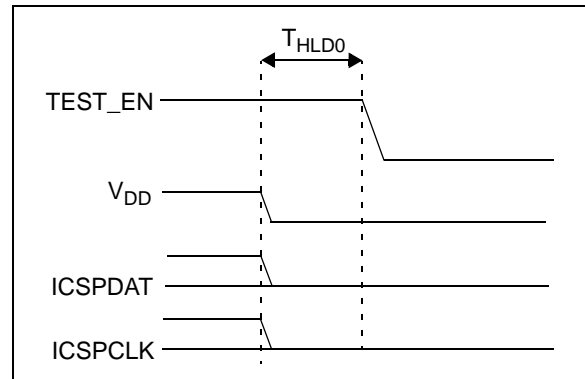 THLD0
TEST_EN
VDD
ICSPDAT
ICSPCLK